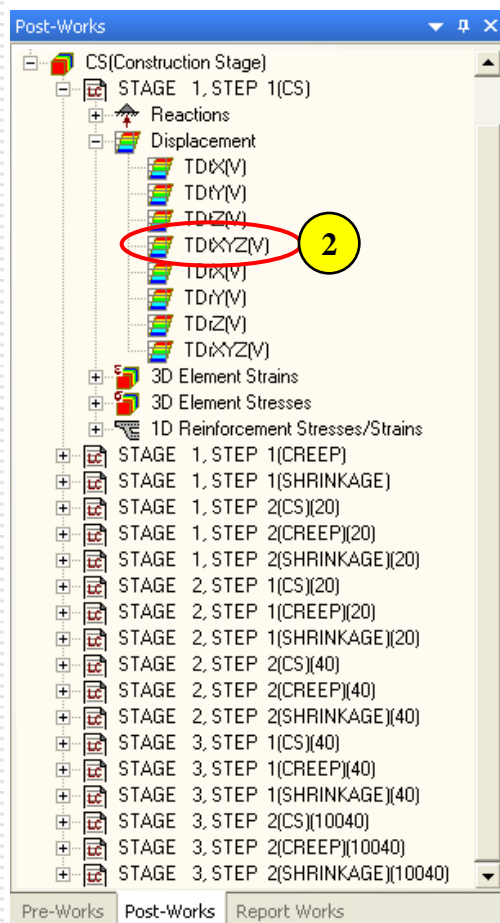 Post-Works
CS(Construction Stage)
STAGE 1, STEP 1(CS)
Reactions
Displacement
TDtX(V)
TDtY(V)
TDtZ(V)
TDtXYZ(V)
2
TDrX(V)
TDrY(V)
TDrZ(V)
TDrXYZ(V)
3D Element Strains
3D Element Stresses
1D Reinforcement Stresses/Strains
STAGE 1, STEP 1(CREEP)
STAGE 1, STEP 1(SHRINKAGE)
STAGE 1, STEP 2(CS)(20)
STAGE 1, STEP 2(CREEP)(20)
STAGE 1, STEP 2(SHRINKAGE)(20)
STAGE 2, STEP 1(CS)(20)
STAGE 2, STEP 1(CREEP)(20)
STAGE 2, STEP 1(SHRINKAGE)(20)
STAGE 2, STEP 2(CS)(40)
STAGE 2, STEP 2(CREEP)(40)
STAGE 2, STEP 2(SHRINKAGE)(40)
STAGE 3, STEP 1(CS)(40)
STAGE 3, STEP 1(CREEP)(40)
STAGE 3, STEP 1(SHRINKAGE)(40)
STAGE 3, STEP 2(CS)(10040)
STAGE 3, STEP 2(CREEP)(10040)
STAGE 3, STEP 2(SHRINKAGE)(10040)
Pre-Works Post-Works Report Works